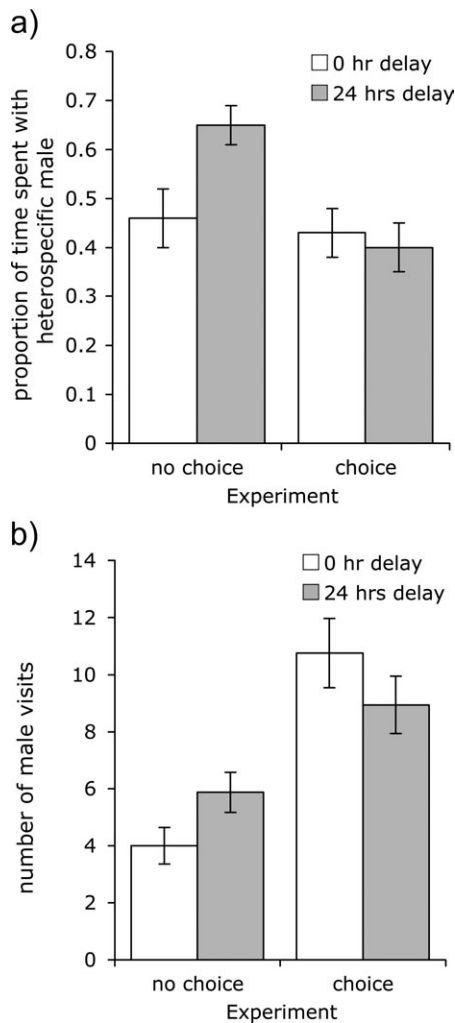 a)
0.8
0.7
0.6
0.5
0.4
0.3
0.2
0.1
0
proportion of time spent with
heterospecific male
0 hr delay
24 hrs delay
no choice
choice
Experiment
b)
14
12
10
8
6
4
2
0
number of male visits
0 hr delay
24 hrs delay
no choice
choice
Experiment